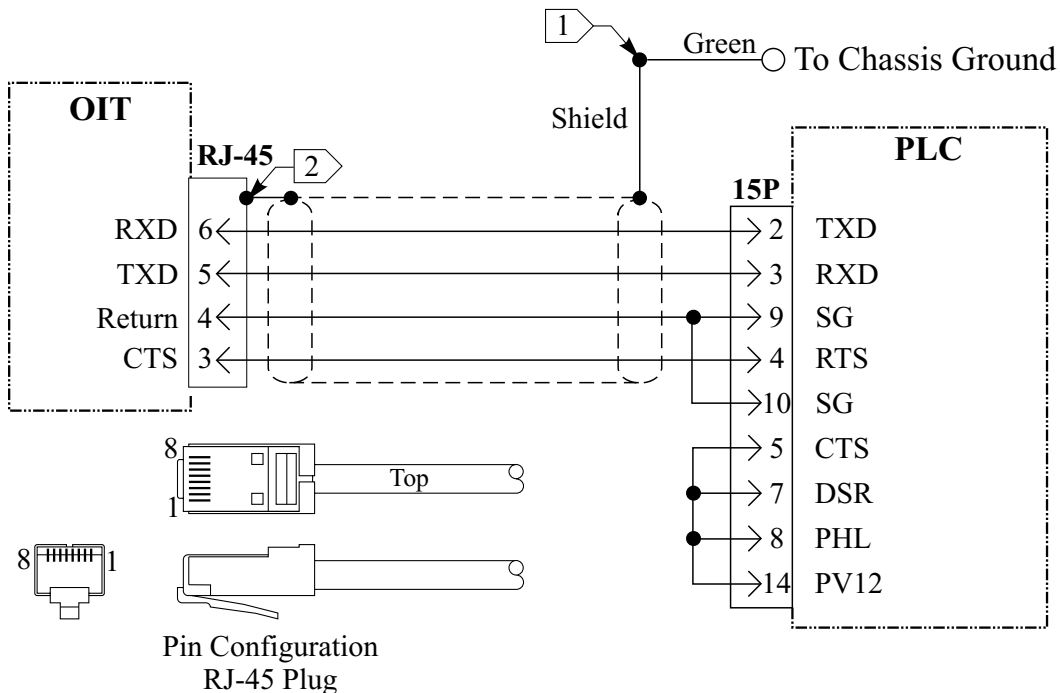 1
Green
To Chassis Ground
OIT
Shield
PLC
RJ-45
2
15P
RXD 6 2 TXD
TXD 5 3 RXD
Return 4 9 SG
CTS 3 4 RTS
10 SG
5 CTS
7 DSR
8 PHL
14 PV12
8
Top
1
8 1
Pin Configuration
RJ-45 Plug